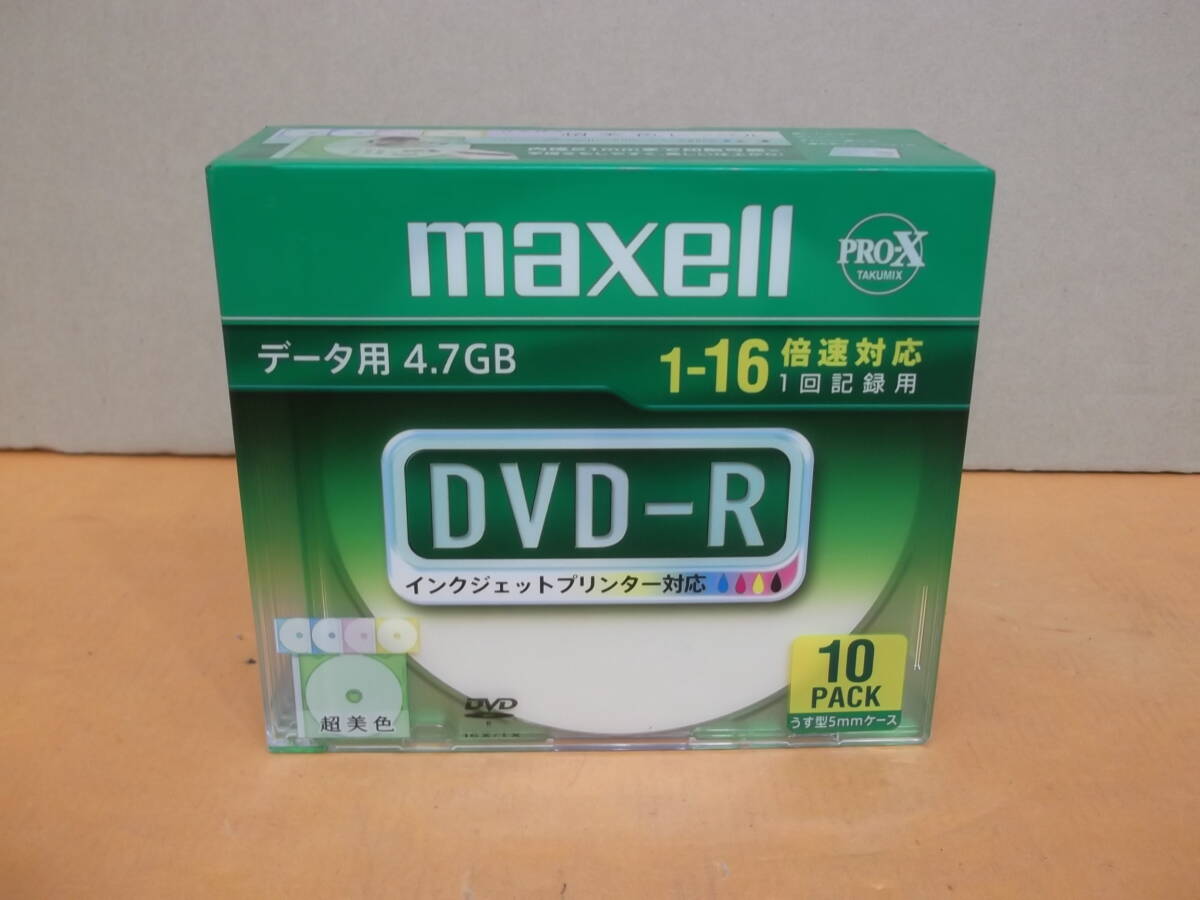 maxell
PRO-X
TAKUMIX
データ用 4.7GB
1-16 倍速対応
1回記録用
DVD-R
インクジェットプリンター対応
超美色
DVD
R
10
PACK
うす型5mmケース